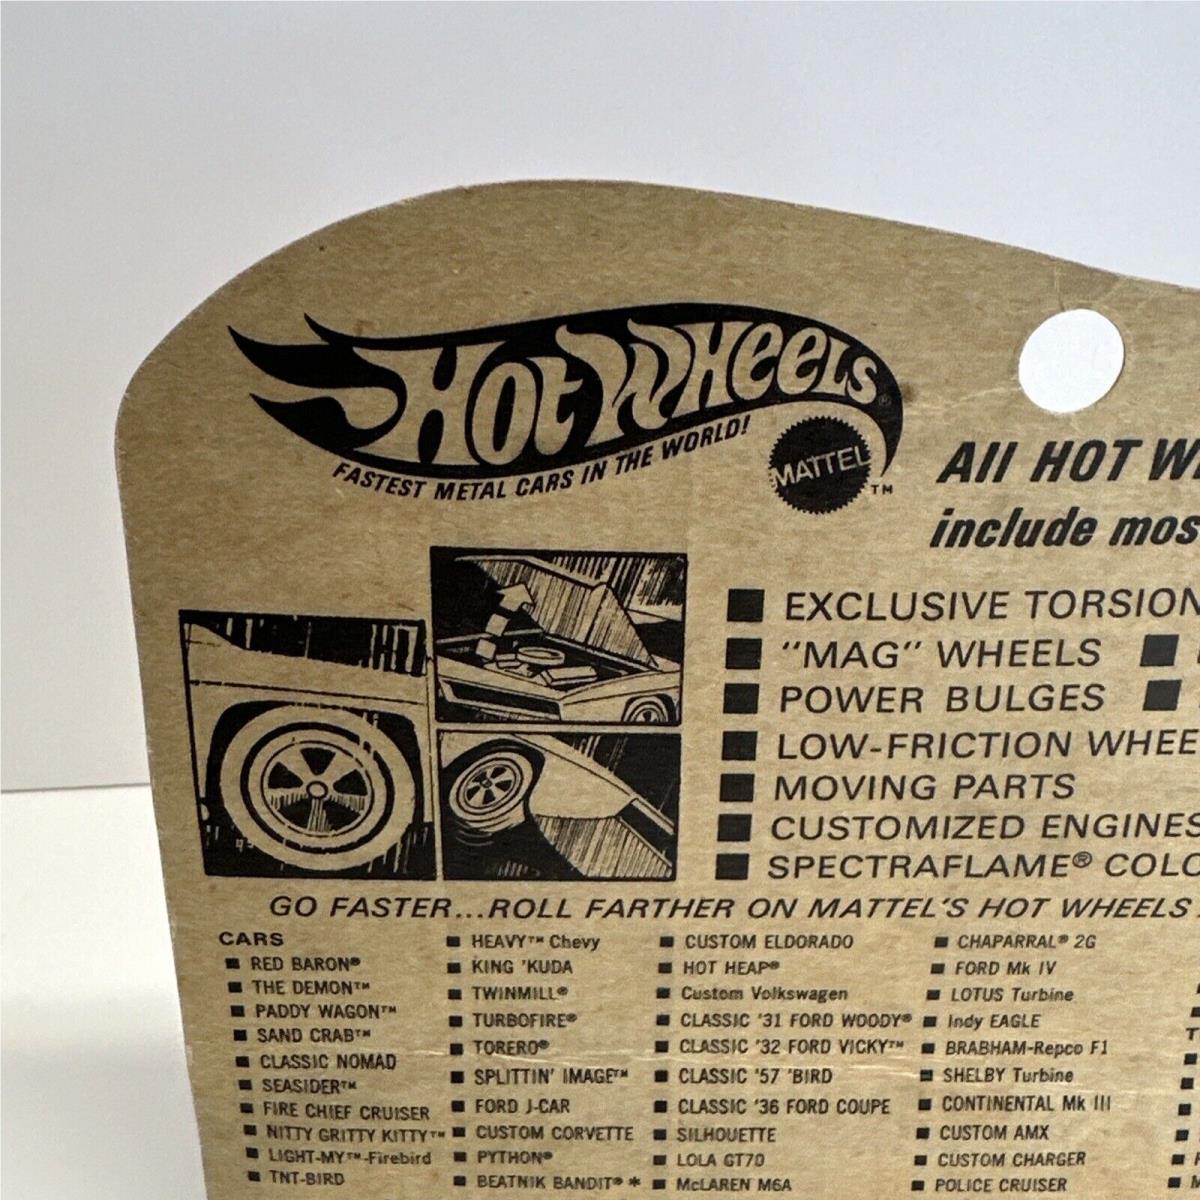 HOT WHEELS®
FASTEST METAL CARS IN THE WORLD!
MATTEL
TM
All HOT W
include mos
■ EXCLUSIVE TORSION
■ "MAG" WHEELS ■
■ POWER BULGES ■
■ LOW-FRICTION WHEE
■ MOVING PARTS
■ CUSTOMIZED ENGINES
■ SPECTRAFLAME® COLO
GO FASTER...ROLL FARTHER ON MATTEL'S HOT WHEELS
CARS
■ RED BARON®
■ THE DEMON™
■ PADDY WAGON™
■ SAND CRAB™
■ CLASSIC NOMAD
■ SEASIDER™
■ FIRE CHIEF CRUISER
■ NITTY GRITTY KITTY™
■ LIGHT-MY™-Firebird
■ TNT-BIRD
■ HEAVY™ Chevy
■ KING 'KUDA
■ TWINMILL®
■ TURBOFIRE®
■ TORERO®
■ SPLITTIN' IMAGE™
■ FORD J-CAR
■ CUSTOM CORVETTE
■ PYTHON®
■ BEATNIK BANDIT® *
■ CUSTOM ELDORADO
■ HOT HEAP®
■ Custom Volkswagen
■ CLASSIC '31 FORD WOODY®
■ CLASSIC '32 FORD VICKY™
■ CLASSIC '57 'BIRD
■ CLASSIC '36 FORD COUPE
■ SILHOUETTE
■ LOLA GT70
■ McLAREN M6A
■ CHAPARRAL® 2G
■ FORD Mk IV
■ LOTUS Turbine
■ Indy EAGLE
■ BRABHAM-Repco F1
■ SHELBY Turbine
■ CONTINENTAL Mk III
■ CUSTOM AMX
■ CUSTOM CHARGER
■ POLICE CRUISER